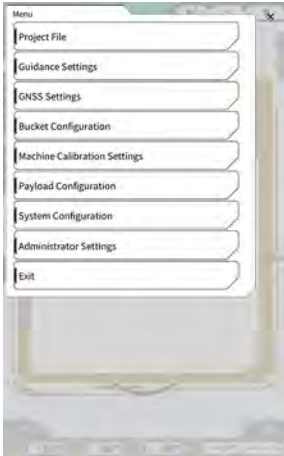 Menu
Project File
Guidance Settings
GNSS Settings
Bucket Configuration
Machine Calibration Settings
Payload Configuration
System Configuration
Administrator Settings
Exit